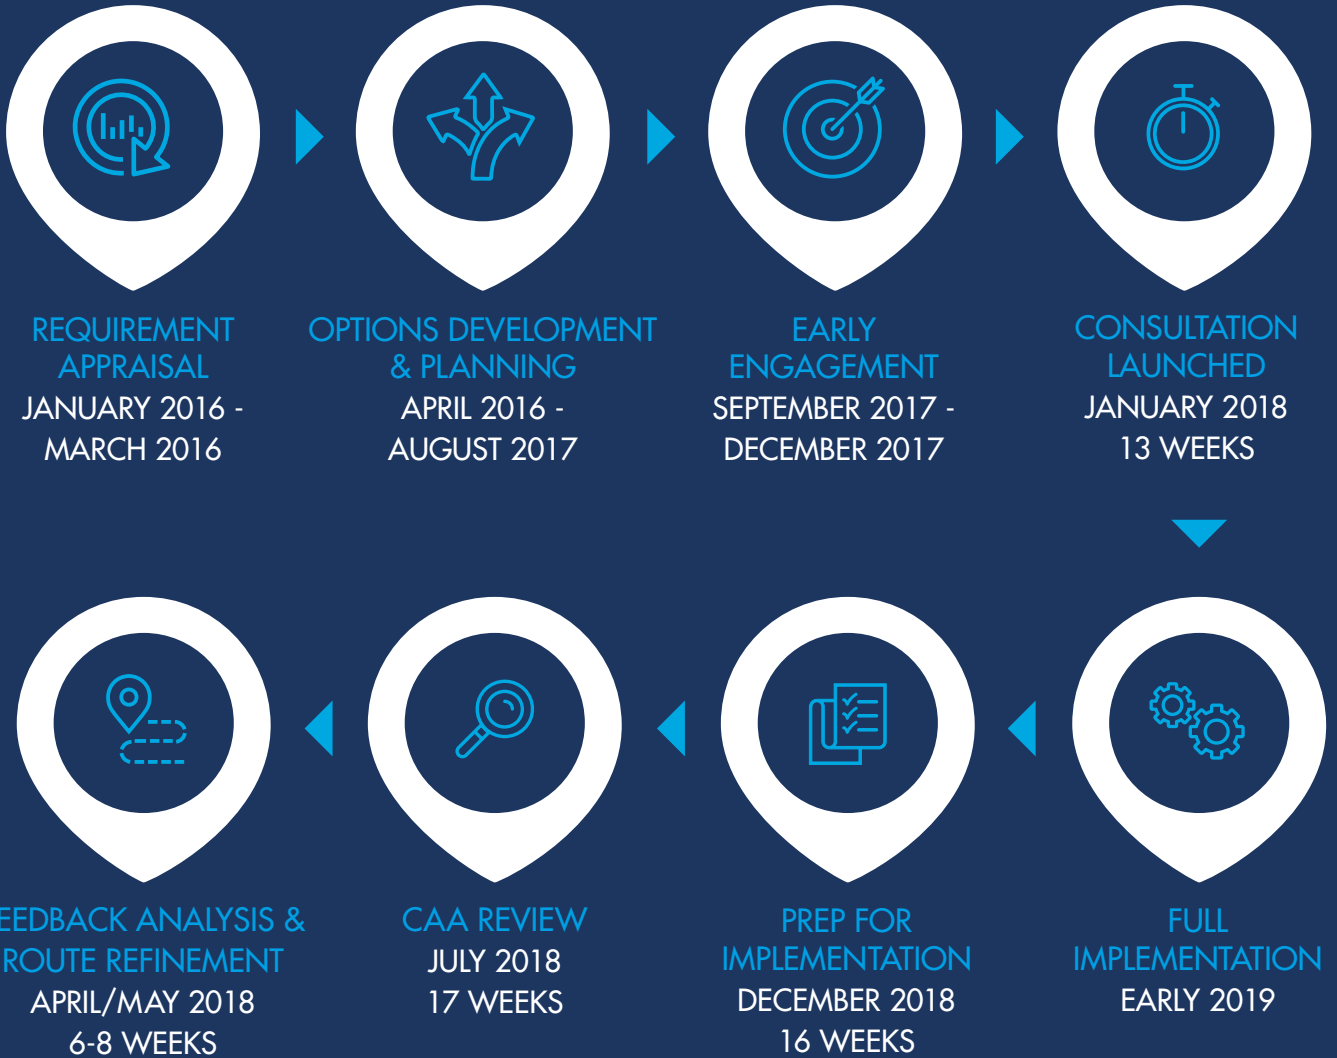 REQUIREMENT
APPRAISAL
JANUARY 2016 -
MARCH 2016
OPTIONS DEVELOPMENT
& PLANNING
APRIL 2016 -
AUGUST 2017
EARLY
ENGAGEMENT
SEPTEMBER 2017 -
DECEMBER 2017
CONSULTATION
LAUNCHED
JANUARY 2018
13 WEEKS
EEDBACK ANALYSIS &
ROUTE REFINEMENT
APRIL/MAY 2018
6-8 WEEKS
CAA REVIEW
JULY 2018
17 WEEKS
PREP FOR
IMPLEMENTATION
DECEMBER 2018
16 WEEKS
FULL
IMPLEMENTATION
EARLY 2019